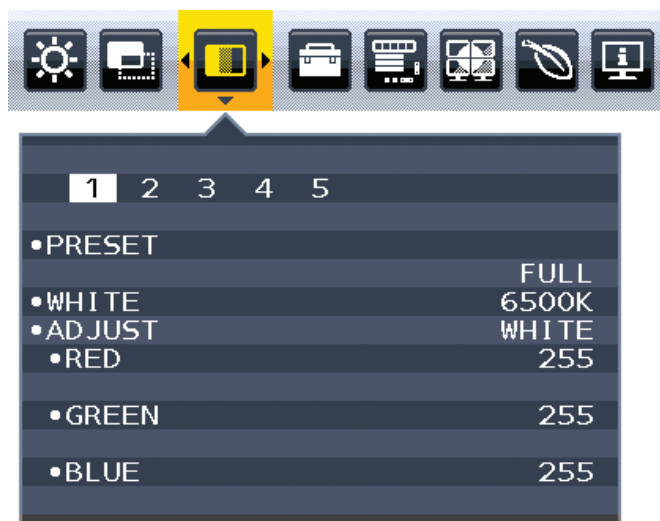 1 2 3 4 5
•PRESET
FULL
•WHITE 6500K
•ADJUST WHITE
•RED 255
•GREEN 255
•BLUE 255